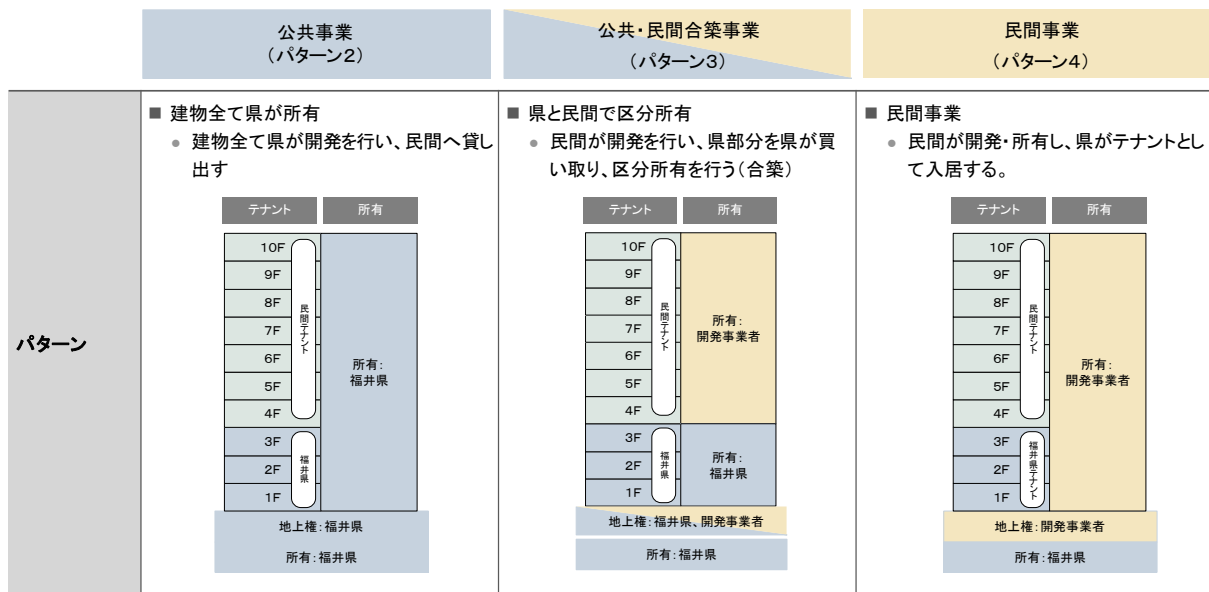 公共事業
（パターン２）
公共・民間合築事業
（パターン３）
民間事業
（パターン４）
パターン
■ 建物全て県が所有
● 建物全て県が開発を行い、民間へ貸し
出す
テナント
所有
10F
9F
8F
7F
6F
5F
4F
3F
2F
1F
民間テナント
福井県
所有：
福井県
地上権：福井県
所有：福井県
■ 県と民間で区分所有
● 民間が開発を行い、県部分を県が買
い取り、区分所有を行う（合築）
テナント
所有
10F
9F
8F
7F
6F
5F
4F
3F
2F
1F
民間テナント
福井県
所有：
開発事業者
所有：
福井県
地上権：福井県、開発事業者
所有：福井県
■ 民間事業
● 民間が開発・所有し、県がテナントとし
て入居する。
テナント
所有
10F
9F
8F
7F
6F
5F
4F
3F
2F
1F
民間テナント
福井県テナント
所有：
開発事業者
地上権：開発事業者
所有：福井県